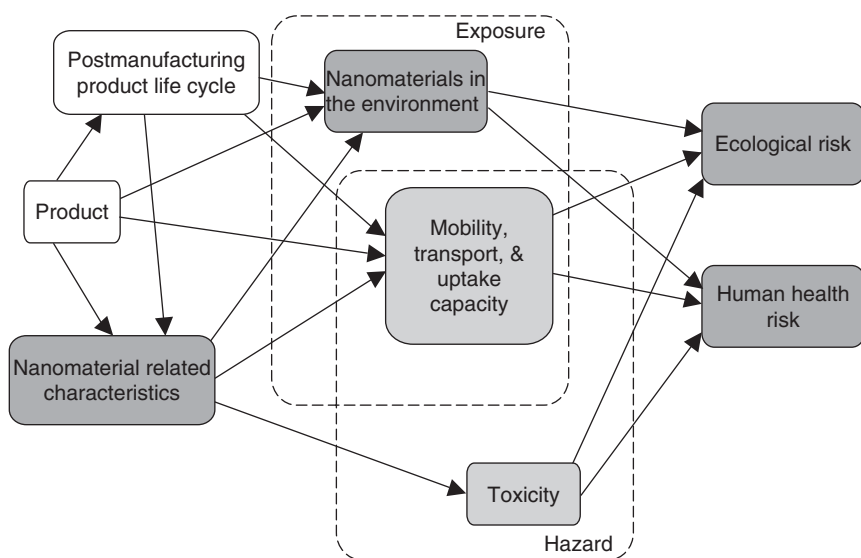 Exposure
Postmanufacturing
product life cycle
Nanomaterials in
the environment
Ecological risk
Product
Mobility,
transport, &
uptake
capacity
Human health
risk
Nanomaterial related
characteristics
Toxicity
Hazard